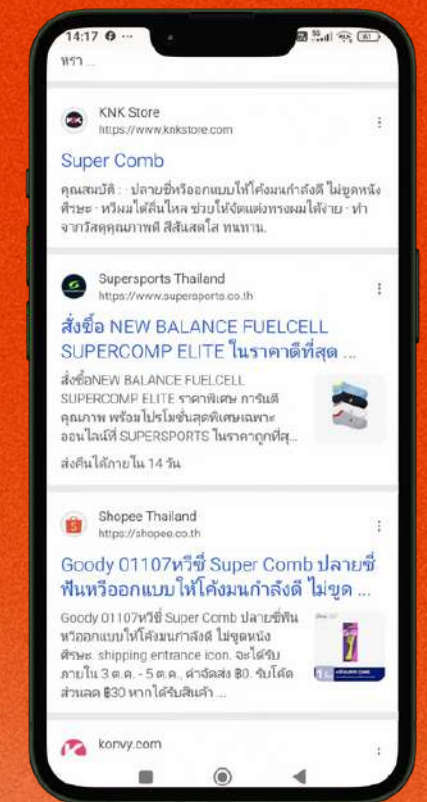 14:17
หรา ...
KNK Store
https://www.knkstore.com
Super Comb
คุณสมบัติ : · ปลายซี่หวีออกแบบให้โค้งมนกำลังดี ไม่ขูดหนัง
ศีรษะ · หวีผมได้ลื่นไหล ช่วยให้จัดแต่งทรงผมได้ง่าย · ทำ
จากวัสดุคุณภาพดี สีสันสดใส ทนทาน.
Supersports Thailand
https://www.supersports.co.th
สั่งซื้อ NEW BALANCE FUELCELL
SUPERCOMP ELITE ในราคาดีที่สุด ...
สั่งซื้อNEW BALANCE FUELCELL
SUPERCOMP ELITE ราคาพิเศษ การันตี
คุณภาพ พร้อมโปรโมชั่นสุดพิเศษเฉพาะ
ออนไลน์ที่ SUPERSPORTS ในราคาถูกที่สุ...
ส่งคืนได้ภายใน 14 วัน
Shopee Thailand
https://shopee.co.th
Goody 01107หวีซี่ Super Comb ปลายซี่
ฟันหวีออกแบบให้โค้งมนกำลังดี ไม่ขูด ...
Goody 01107หวีซี่ Super Comb ปลายซี่ฟัน
หวีออกแบบให้โค้งมนกำลังดี ไม่ขูดหนัง
ศีรษะ. shipping entrance icon. จะได้รับ
ภายใน 3 ต.ค. - 5 ต.ค., ค่าจัดส่ง ฿0. รับโค้ด
ส่วนลด ฿30 หากได้รับสินค้า ...
konvy.com